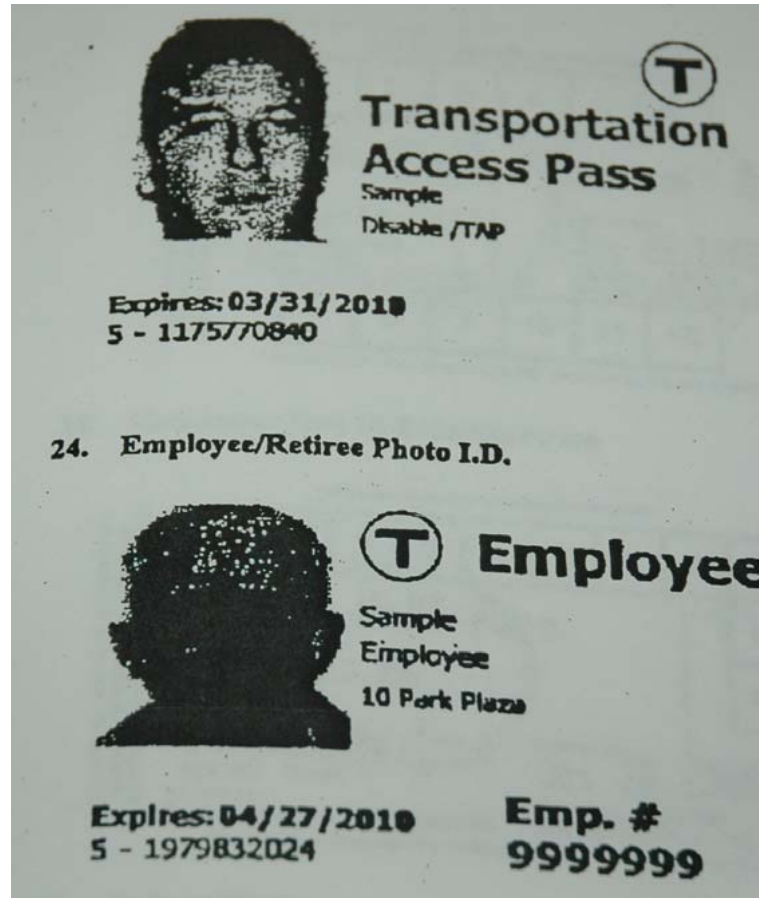 T
Transportation
Access Pass
Sample
Disable /TAP
Expires: 03/31/2010
5 - 1175770840
24. Employee/Retiree Photo I.D.
T Employee
Sample
Employee
10 Park Plaza
Expires: 04/27/2010
5 - 1979832024
Emp. #
9999999